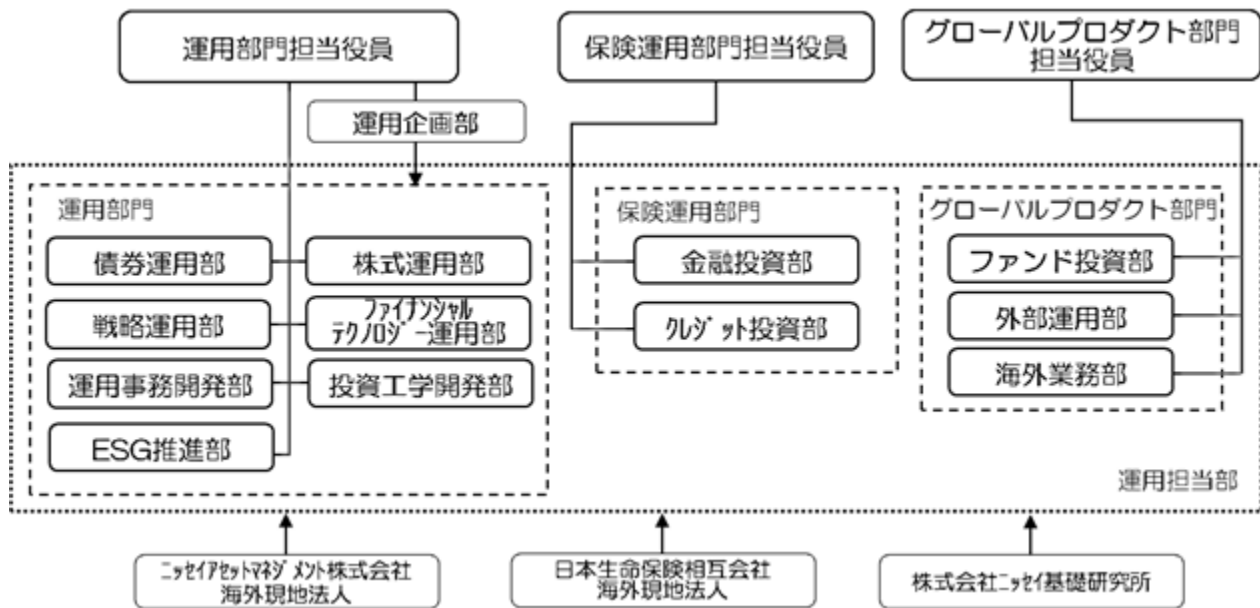 運用部門担当役員
保険運用部門担当役員
グローバルプロダクト部門
担当役員
運用企画部
運用部門
債券運用部
株式運用部
戦略運用部
ファイナンシャル
テクノロジー運用部
運用事務開発部
投資工学開発部
ESG推進部
保険運用部門
金融投資部
クレジット投資部
グローバルプロダクト部門
ファンド投資部
外部運用部
海外業務部
運用担当部
ニッセイアセットマネジメント株式会社
海外現地法人
日本生命保険相互会社
海外現地法人
株式会社ニッセイ基礎研究所